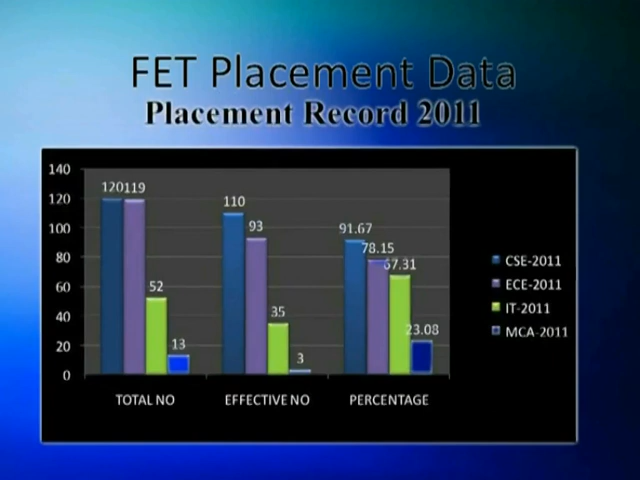 FET Placement Data
Placement Record 2011
140
120
100
80
60
40
20
0
120 119 52 13
110 93 35 3
91.67 78.15 67.31 23.08
TOTAL NO EFFECTIVE NO PERCENTAGE
CSE-2011
ECE-2011
IT-2011
MCA-2011